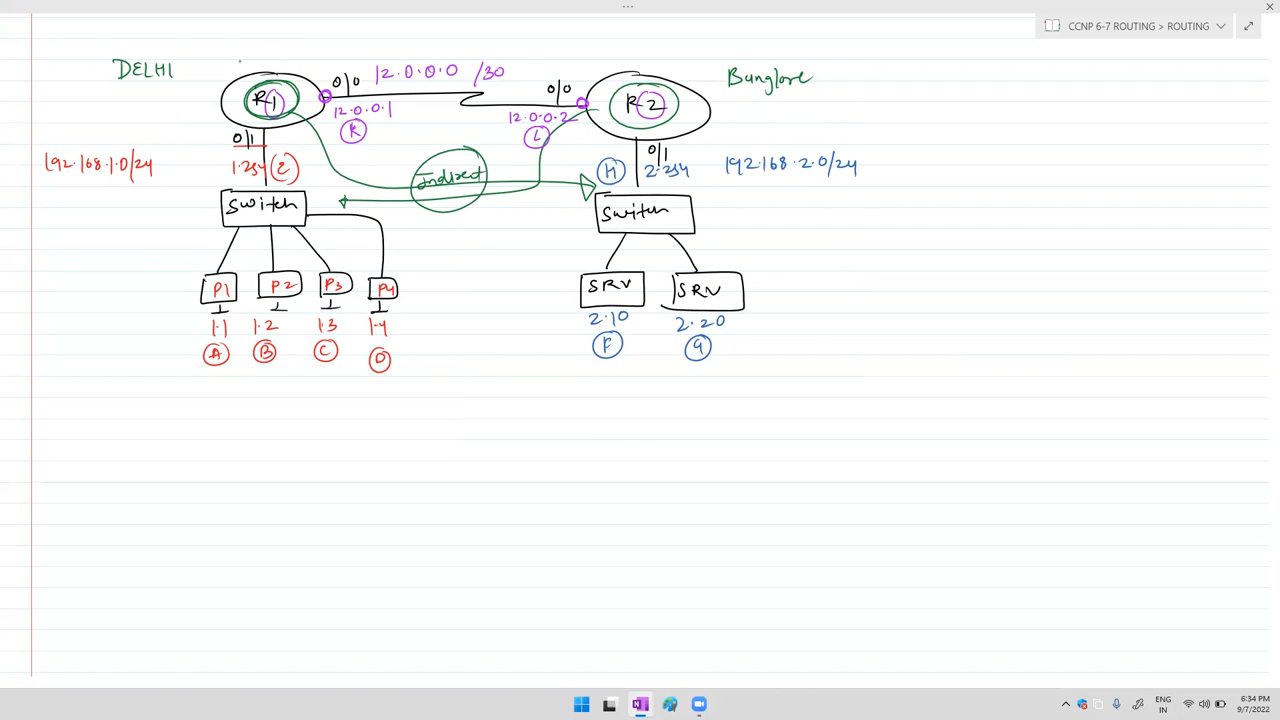 CCNP 6-7 ROUTING > ROUTING
DELHI
R1
0/0
12.0.0.0 /30
12.0.0.1
K
0/0
12.0.0.2
L
R2
Banglore
0/1
1.254
E
192.168.1.0/24
Indirect
0/1
H
2.254
192.168.2.0/24
Switch
Switch
P1
P2
P3
P4
1.1
1.2
1.3
1.4
A
B
C
D
SRV
SRV
2.10
2.20
F
G
ENG
IN
6:34 PM
9/7/2022